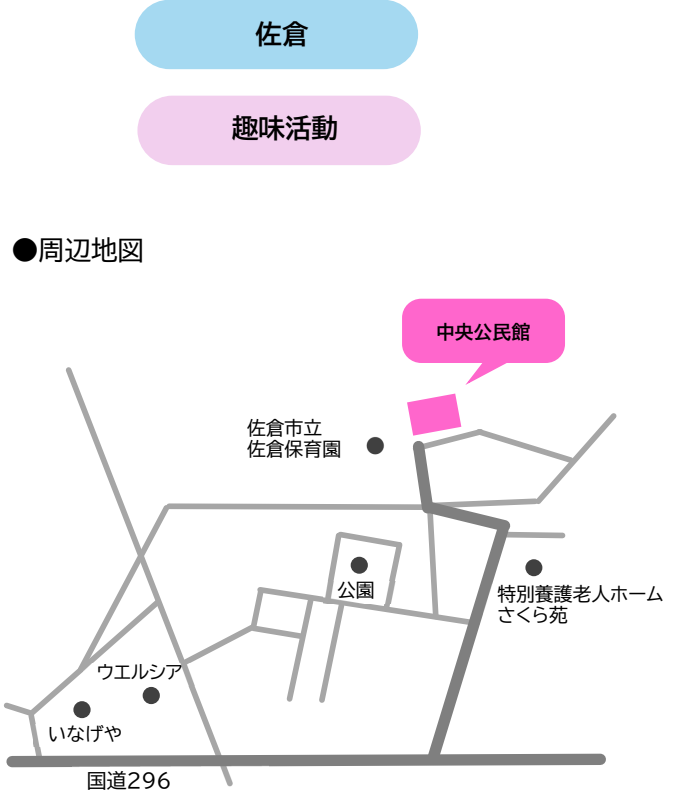 佐倉
趣味活動
●周辺地図
中央公民館
佐倉市立
佐倉保育園
公園
特別養護老人ホーム
さくら苑
ウエルシア
いなげや
国道296